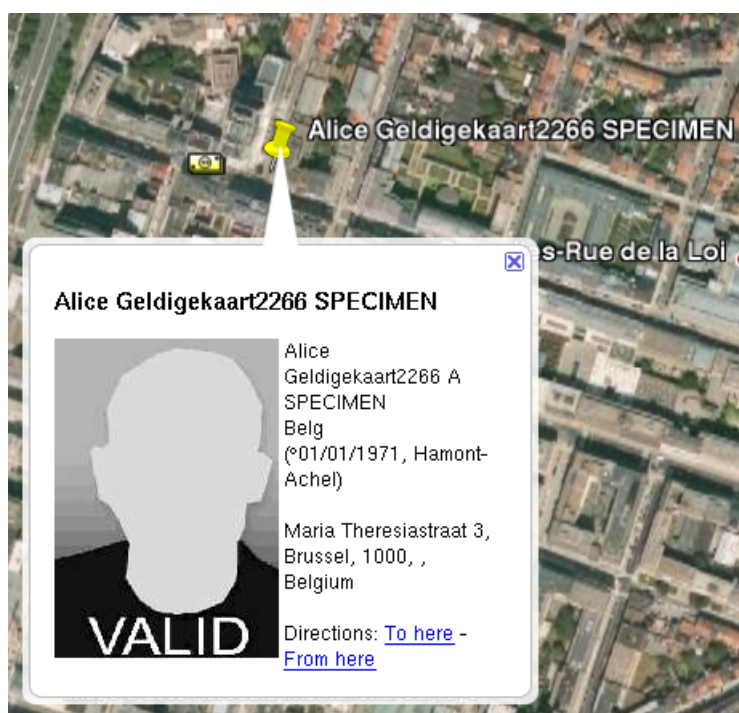 Alice Geldigekaart2266 SPECIMEN
s-Rue de la Loi
Alice Geldigekaart2266 SPECIMEN
Alice
Geldigekaart2266 A
SPECIMEN
Belg
(°01/01/1971, Hamont-
Achel)
Maria Theresiastraat 3,
Brussel, 1000, ,
Belgium
VALID
Directions: To here -
From here